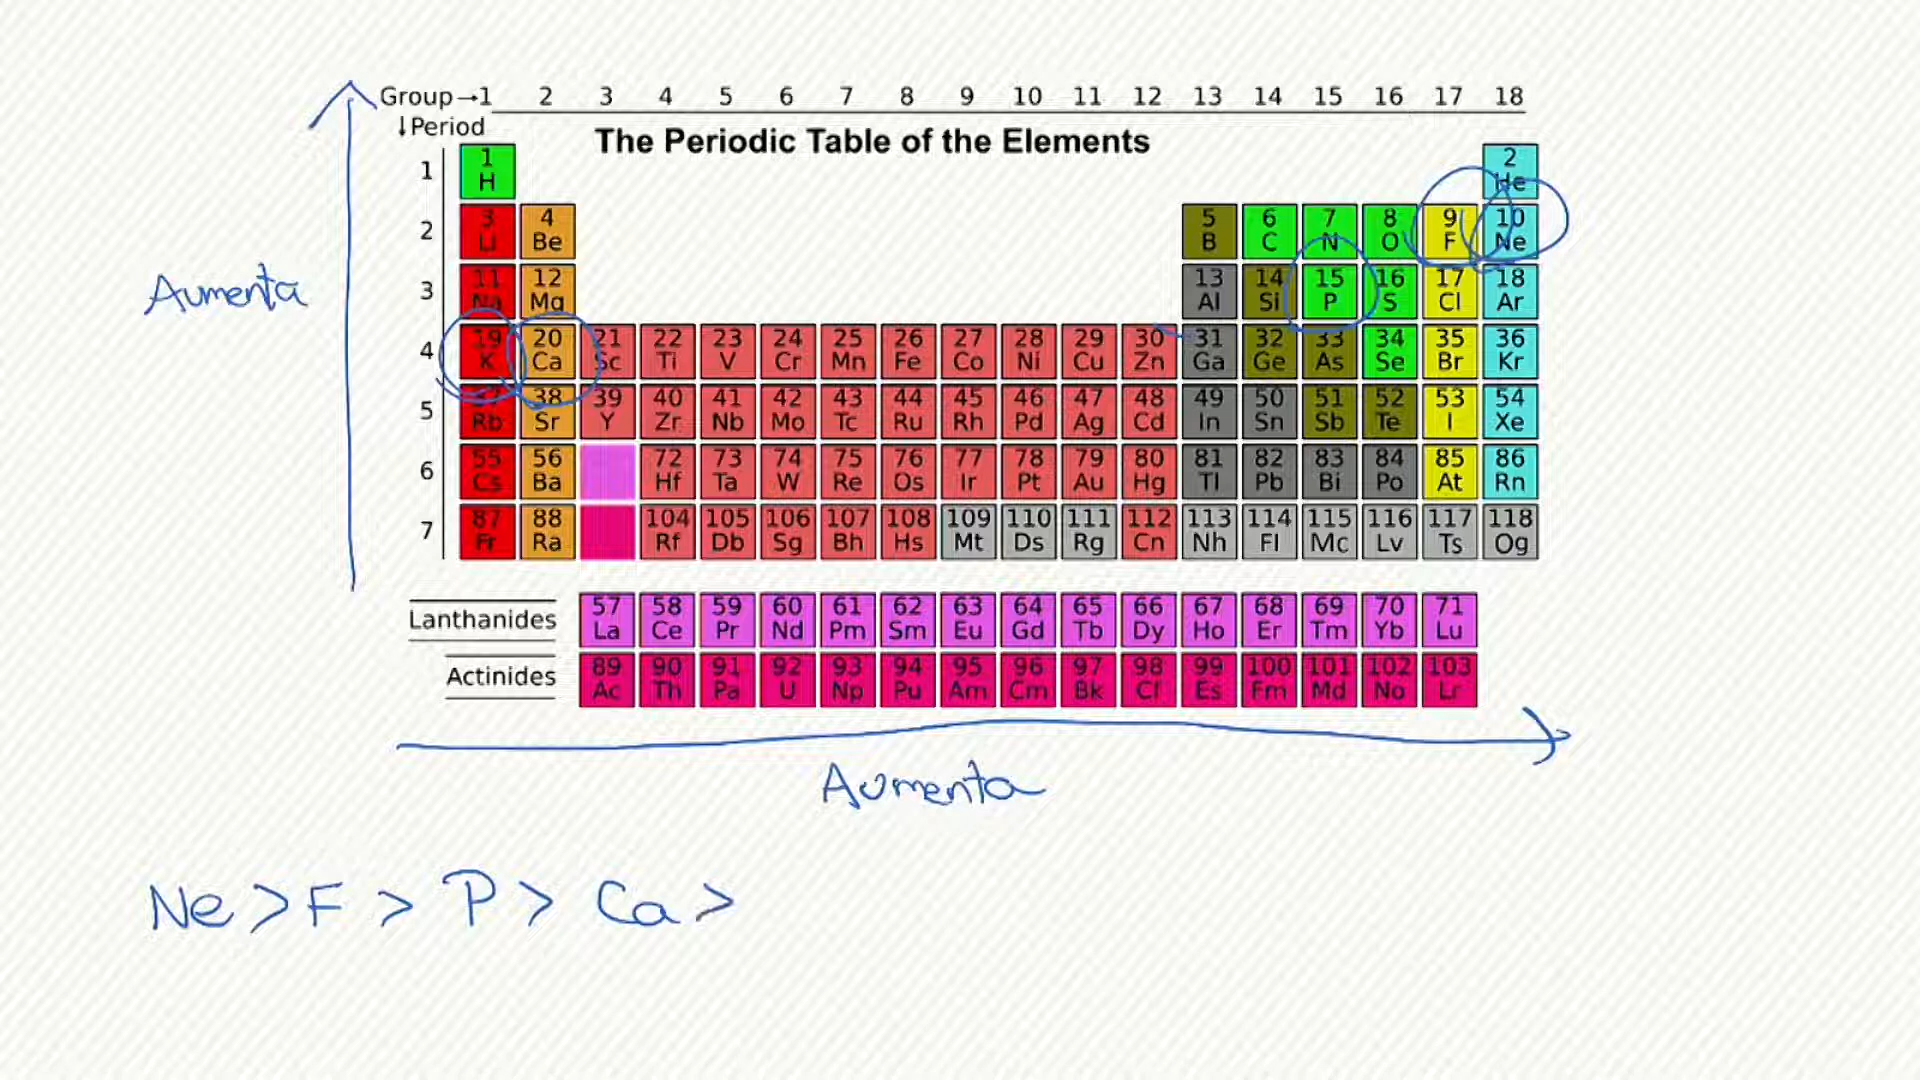 Group→1 2 3 4 5 6 7 8 9 10 11 12 13 14 15 16 17 18
↓Period
The Periodic Table of the Elements
1 1 2
H He
2 3 4 5 6 7 8 9 10
Li Be B C N O F Ne
Aumenta
3 11 12 13 14 15 16 17 18
Na Mg Al Si P S Cl Ar
4 19 20 21 22 23 24 25 26 27 28 29 30 31 32 33 34 35 36
K Ca Sc Ti V Cr Mn Fe Co Ni Cu Zn Ga Ge As Se Br Kr
5 37 38 39 40 41 42 43 44 45 46 47 48 49 50 51 52 53 54
Rb Sr Y Zr Nb Mo Tc Ru Rh Pd Ag Cd In Sn Sb Te I Xe
6 55 56 72 73 74 75 76 77 78 79 80 81 82 83 84 85 86
Cs Ba Hf Ta W Re Os Ir Pt Au Hg Tl Pb Bi Po At Rn
7 87 88 104 105 106 107 108 109 110 111 112 113 114 115 116 117 118
Fr Ra Rf Db Sg Bh Hs Mt Ds Rg Cn Nh Fl Mc Lv Ts Og
Lanthanides 57 58 59 60 61 62 63 64 65 66 67 68 69 70 71
La Ce Pr Nd Pm Sm Eu Gd Tb Dy Ho Er Tm Yb Lu
Actinides 89 90 91 92 93 94 95 96 97 98 99 100 101 102 103
Ac Th Pa U Np Pu Am Cm Bk Cf Es Fm Md No Lr
Aumenta
Ne > F > P > Ca >